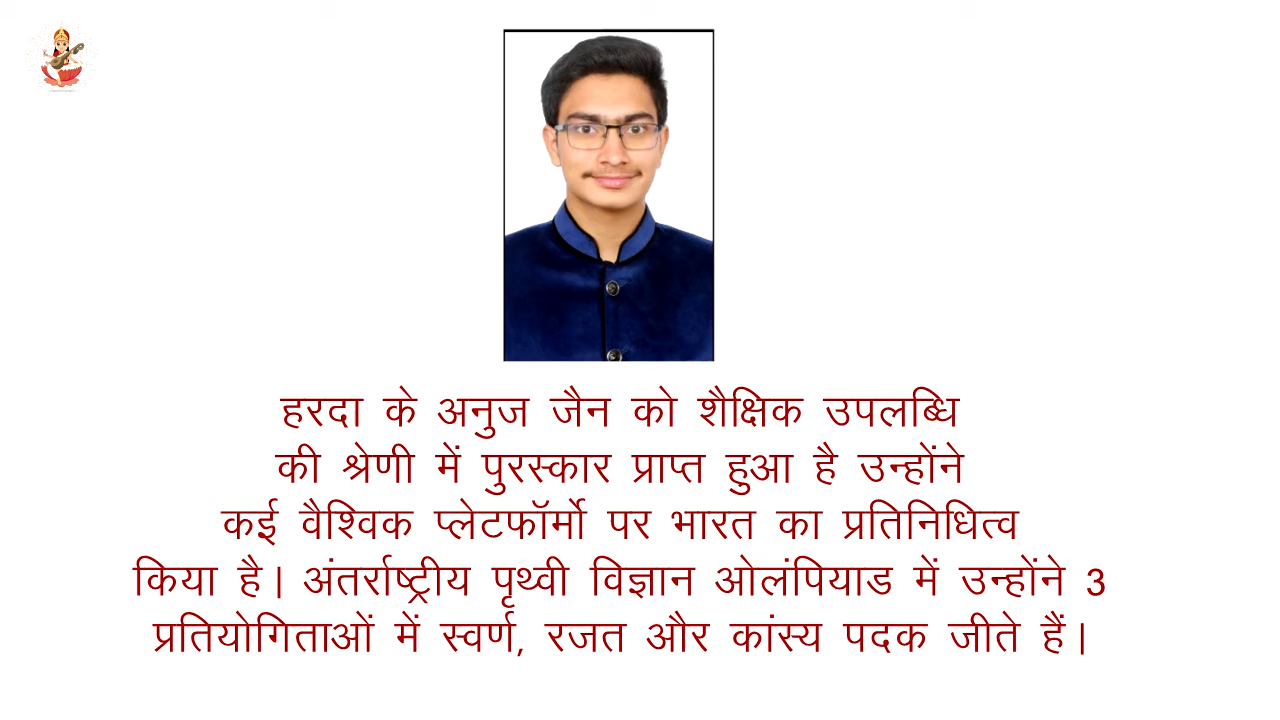 हरदा के अनुज जैन को शैक्षिक उपलब्धि
की श्रेणी में पुरस्कार प्राप्त हुआ है उन्होंने
कई वैश्विक प्लेटफॉर्मो पर भारत का प्रतिनिधित्व
किया है। अंतर्राष्ट्रीय पृथ्वी विज्ञान ओलंपियाड में उन्होंने 3
प्रतियोगिताओं में स्वर्ण, रजत और कांस्य पदक जीते हैं।